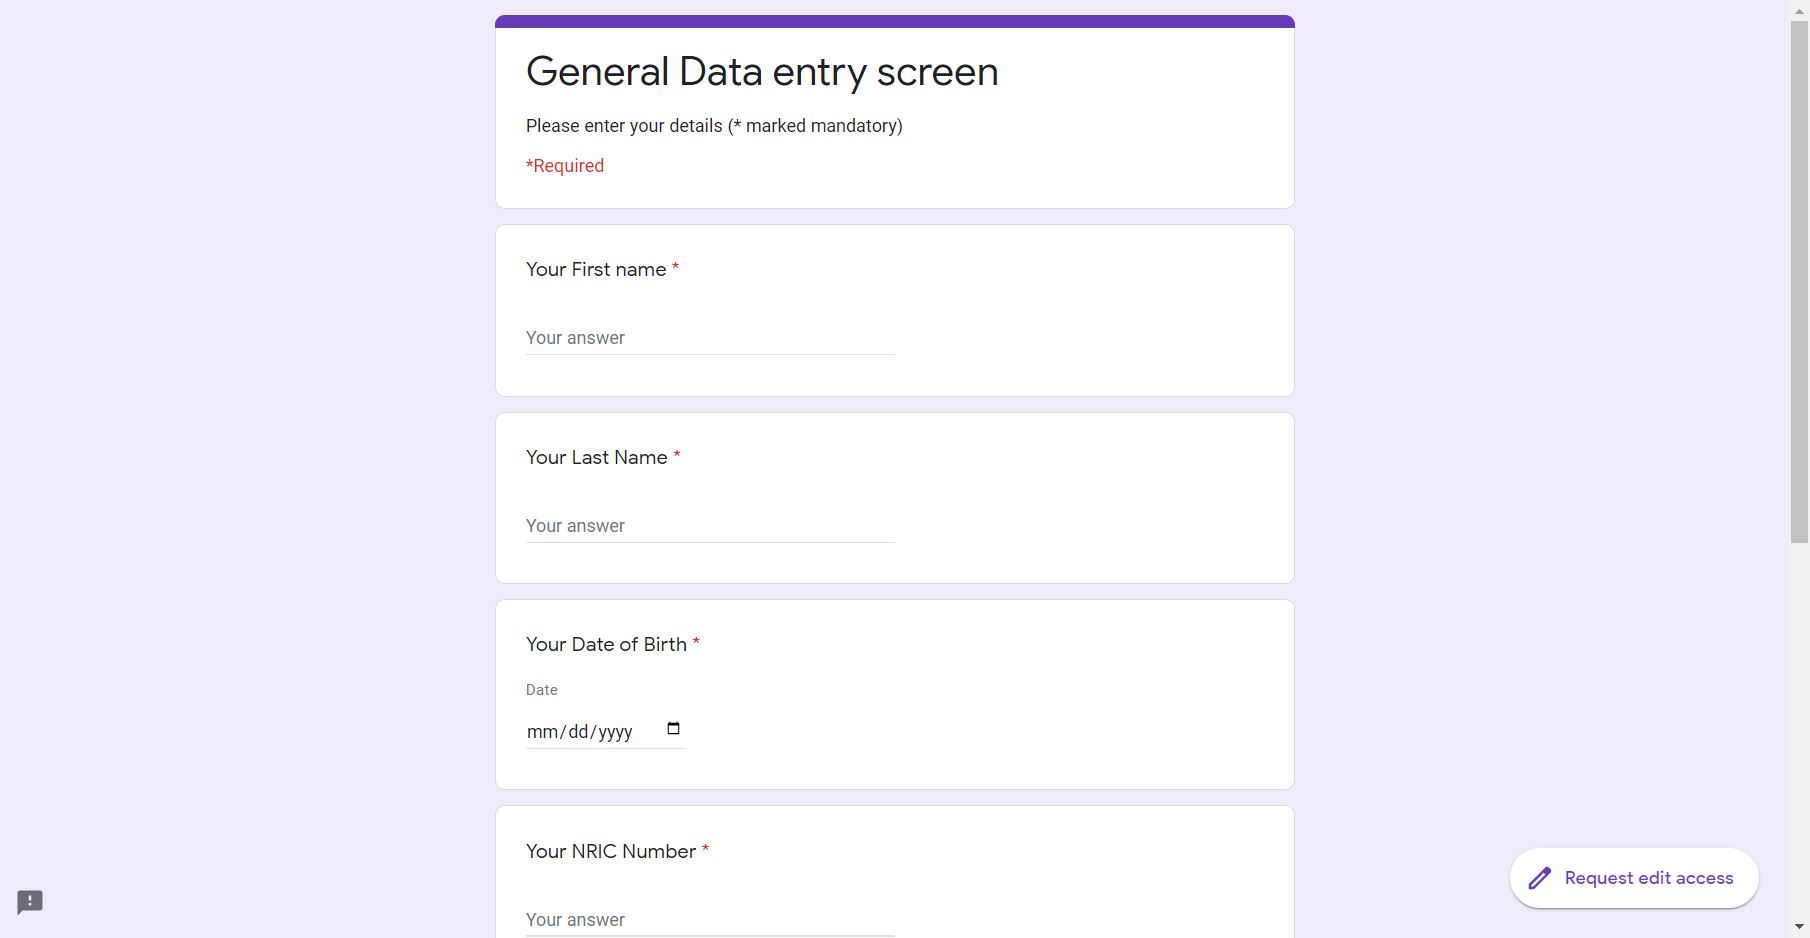 General Data entry screen
Please enter your details (* marked mandatory)
*Required
Your First name *
Your answer
Your Last Name *
Your answer
Your Date of Birth *
Date
mm/dd/yyyy
Your NRIC Number *
Your answer
Request edit access